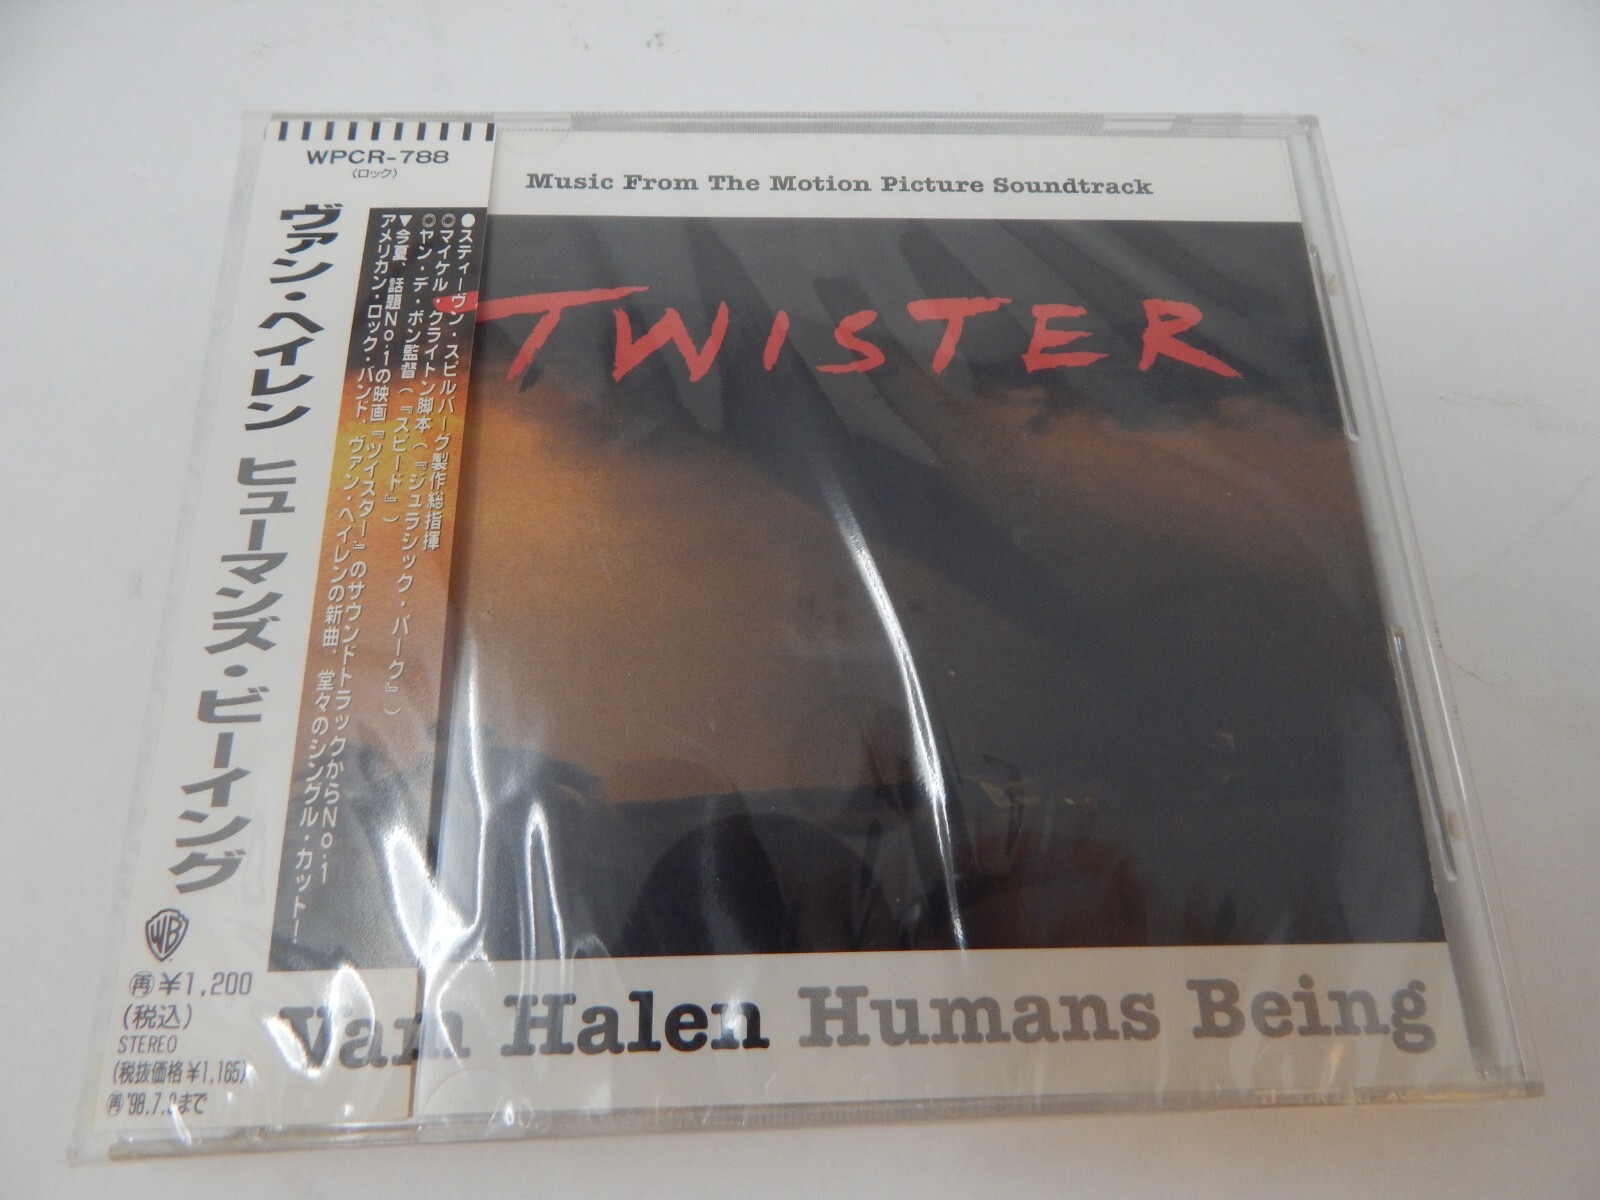 WPCR-788
〈ロック〉
ヴァン・ヘイレン ヒューマンズ・ビーイング
●スティーヴン・スピルバーグ製作総指揮
◎マイケル・クライトン脚本(『ジュラシック・パーク』)
◎ヤン・デ・ボン監督(『スピード』)
▼今夏、話題No.1の映画『ツイスター』のサウンドトラックからNo.1
アメリカン・ロック・バンド、ヴァン・ヘイレンの新曲、堂々のシングル・カット!
WB
再¥1,200
(税込)
STEREO
(税抜価格¥1,165)
再'98.7.9まで
Music From The Motion Picture Soundtrack
TWISTER
Van Halen Humans Being